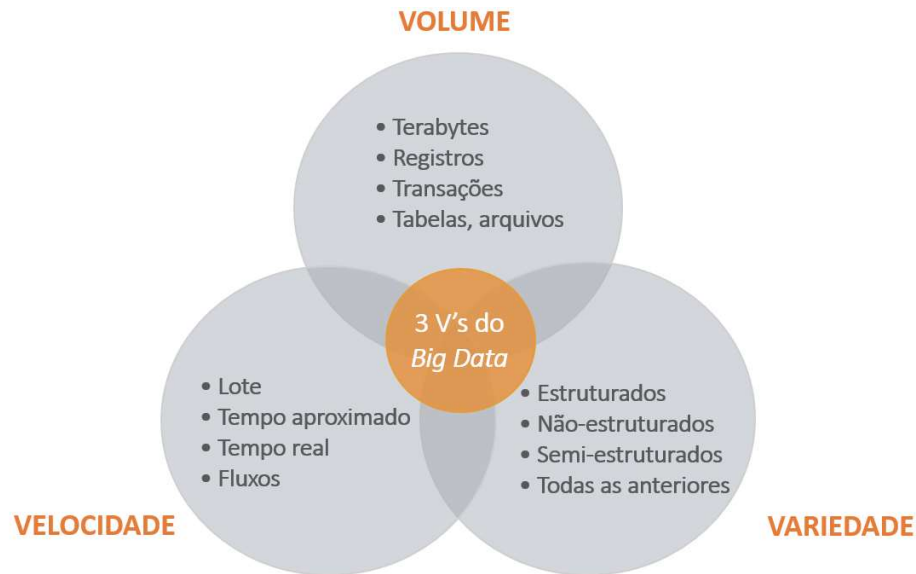 VOLUME
• Terabytes
• Registros
• Transações
• Tabelas, arquivos
3 V's do
Big Data
• Lote
• Tempo aproximado
• Tempo real
• Fluxos
VELOCIDADE
• Estruturados
• Não-estruturados
• Semi-estruturados
• Todas as anteriores
VARIEDADE